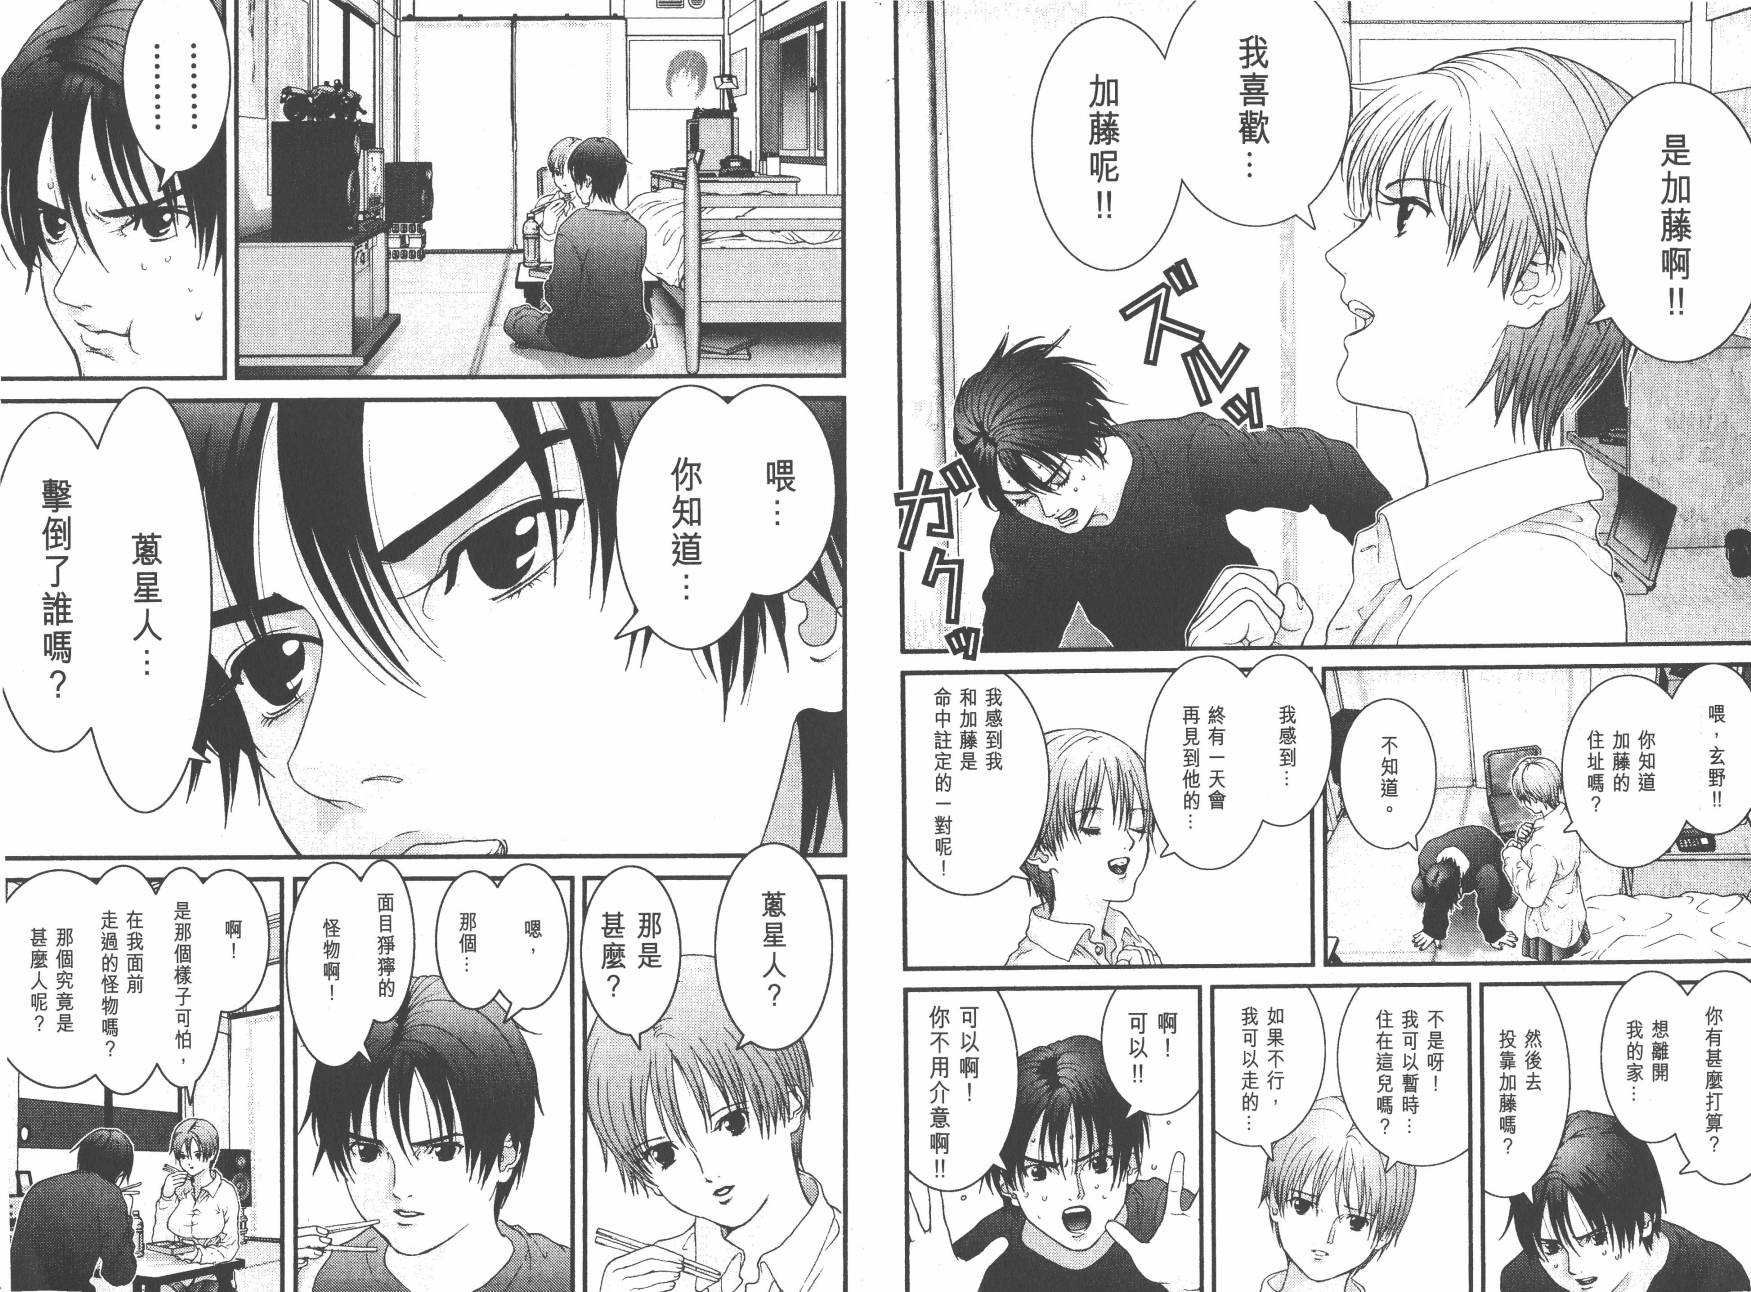 是加藤啊!!
我喜歡…
加藤呢!!
ズルッ
ガクッ
喂,玄野!!
你知道
加藤的
住址嗎?
不知道。
我感到…
終有一天會
再見到他的…
我感到我
和加藤是
命中註定的一對呢!
你有甚麼打算?
想離開
我的家…
然後去
投靠加藤嗎?
不是呀!
我可以暫時…
住在這兒嗎?
如果不行,
我可以走的…
啊!
可以!!
可以啊!
你不用介意啊!!
………
………
喂…
你知道…
蔥星人…
擊倒了誰嗎?
蔥星人?
那是
甚麼?
嗯,
那個…
面目猙獰的
怪物啊!
啊!
是那個樣子可怕,
在我面前
走過的怪物嗎?
那個究竟是
甚麼人呢?